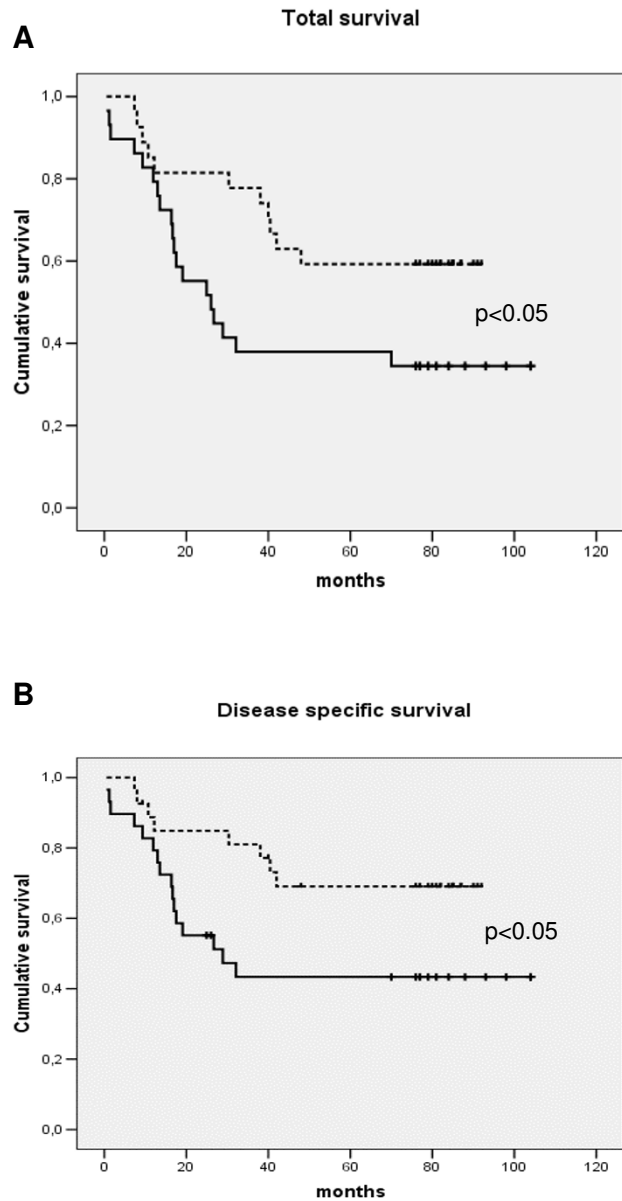 A
Total survival
Cumulative survival
1,0
0,8
0,6
0,4
0,2
0,0
p<0.05
0 20 40 60 80 100 120
months
B
Disease specific survival
Cumulative survival
1,0
0,8
0,6
0,4
0,2
0,0
p<0.05
0 20 40 60 80 100 120
months